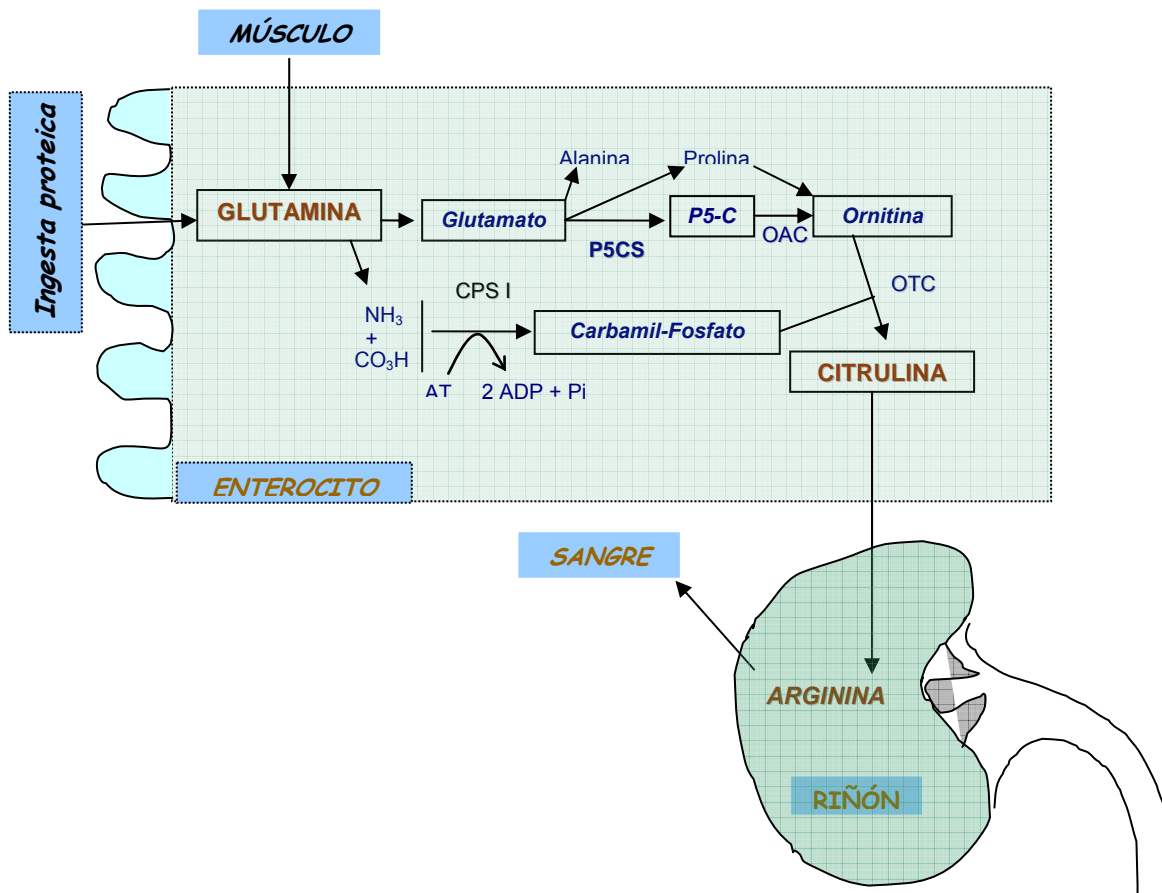 MÚSCULO
Ingesta proteica
Alanina
Prolina
GLUTAMINA
Glutamato
P5-C
Ornitina
P5CS
OAC
OTC
CPS I
NH₃
+
CO₃H
Carbamil-Fosfato
AT
2 ADP + Pi
CITRULINA
ENTEROCITO
SANGRE
ARGININA
RIÑÓN